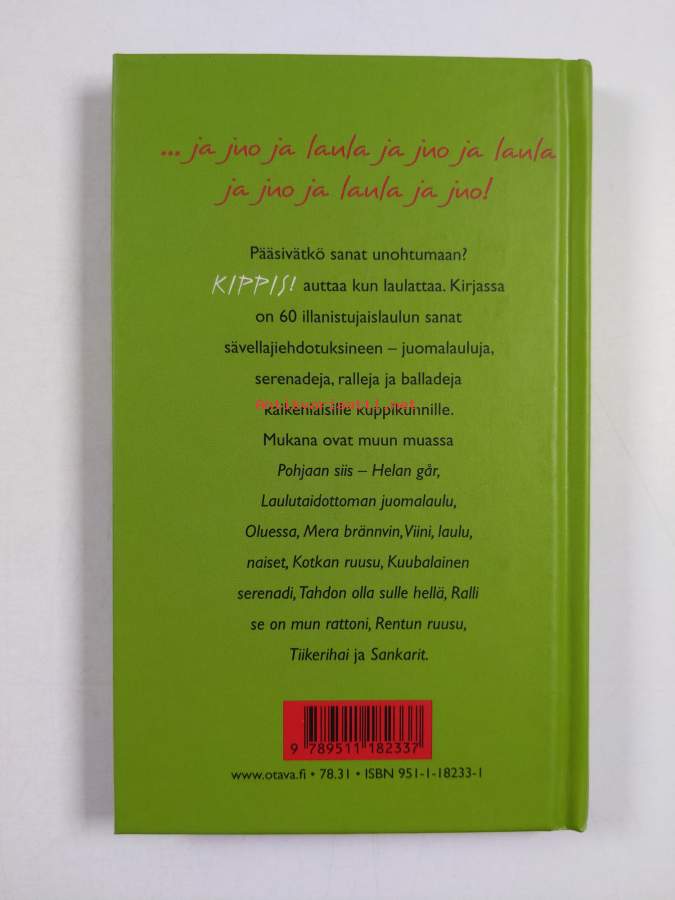 ... ja juo ja laula ja juo ja laula
ja juo ja laula ja juo!
Pääsivätkö sanat unohtumaan?
KIPPIS! auttaa kun laulattaa. Kirjassa
on 60 illanistujaislaulun sanat
sävellajiehdotuksineen – juomalauluja,
serenadeja, ralleja ja balladeja
kaikenlaisille kuppikunnille.
Antikvariaatti.net
Mukana ovat muun muassa
Pohjaan siis – Helan går,
Laulutaidottoman juomalaulu,
Oluessa, Mera brännvin, Viini, laulu,
naiset, Kotkan ruusu, Kuubalainen
serenadi, Tahdon olla sulle hellä, Ralli
se on mun rattoni, Rentun ruusu,
Tiikerihai ja Sankarit.
9 789511 182337
www.otava.fi • 78.31 • ISBN 951-1-18233-1